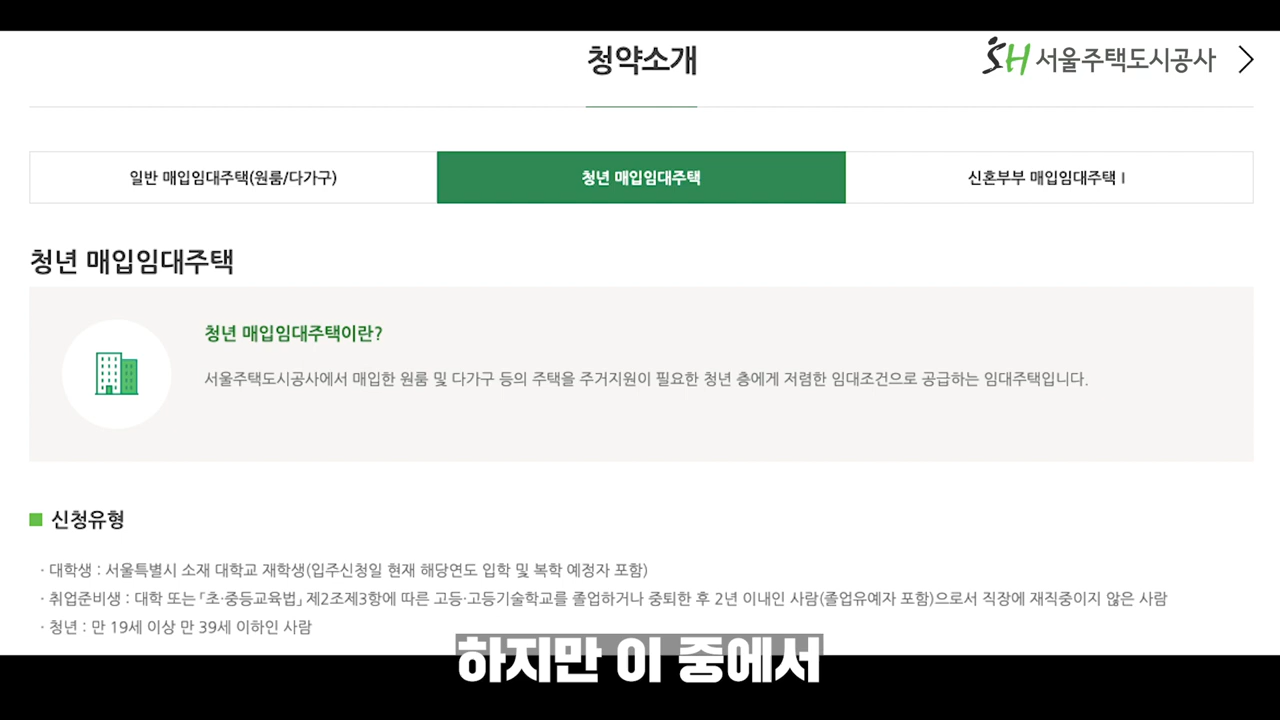 청약소개
SH 서울주택도시공사
일반 매입임대주택(원룸/다가구)
청년 매입임대주택
신혼부부 매입임대주택 I
청년 매입임대주택
청년 매입임대주택이란?
서울주택도시공사에서 매입한 원룸 및 다가구 등의 주택을 주거지원이 필요한 청년 층에게 저렴한 임대조건으로 공급하는 임대주택입니다.
신청유형
· 대학생 : 서울특별시 소재 대학교 재학생(입주신청일 현재 해당연도 입학 및 복학 예정자 포함)
· 취업준비생 : 대학 또는 ｢초·중등교육법｣ 제2조제3항에 따른 고등·고등기술학교를 졸업하거나 중퇴한 후 2년 이내인 사람(졸업유예자 포함)으로서 직장에 재직중이지 않은 사람
· 청년 : 만 19세 이상 만 39세 이하인 사람
하지만 이 중에서